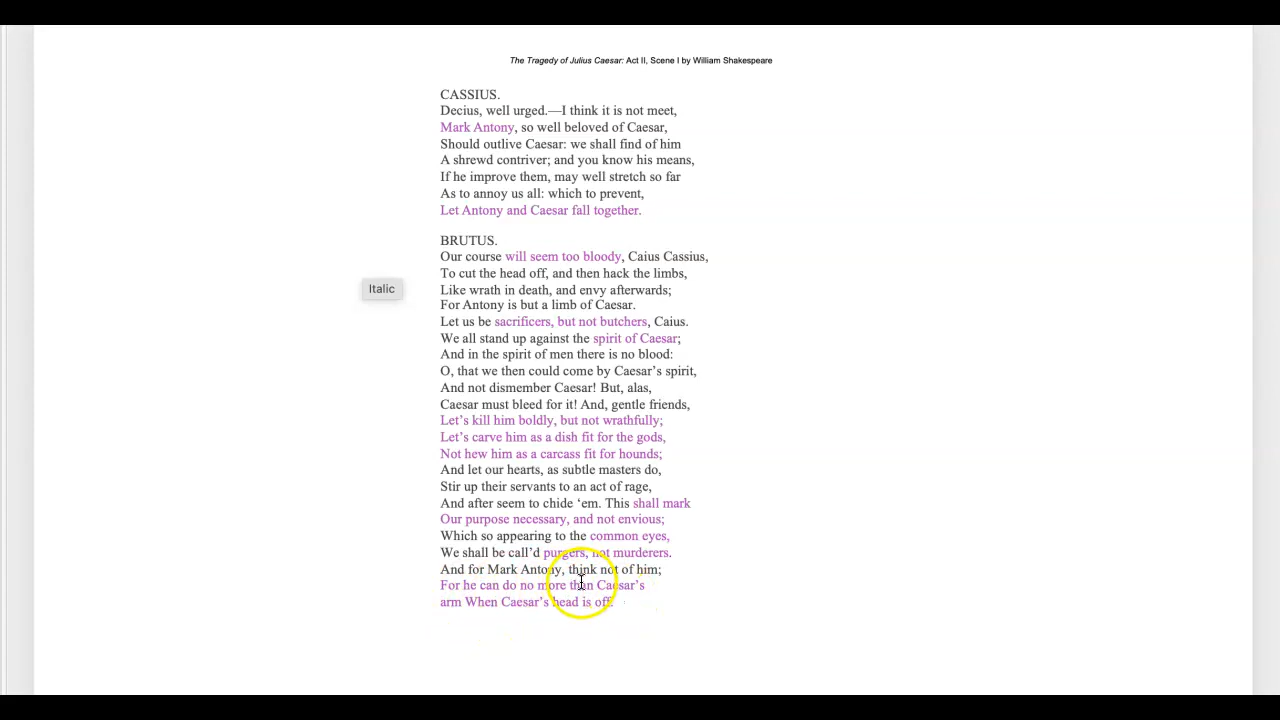 The Tragedy of Julius Caesar: Act II, Scene I by William Shakespeare
CASSIUS.
Decius, well urged.—I think it is not meet,
Mark Antony, so well beloved of Caesar,
Should outlive Caesar: we shall find of him
A shrewd contriver; and you know his means,
If he improve them, may well stretch so far
As to annoy us all: which to prevent,
Let Antony and Caesar fall together.
BRUTUS.
Our course will seem too bloody, Caius Cassius,
To cut the head off, and then hack the limbs,
Like wrath in death, and envy afterwards;
Italic
For Antony is but a limb of Caesar.
Let us be sacrificers, but not butchers, Caius.
We all stand up against the spirit of Caesar;
And in the spirit of men there is no blood:
O, that we then could come by Caesar’s spirit,
And not dismember Caesar! But, alas,
Caesar must bleed for it! And, gentle friends,
Let’s kill him boldly, but not wrathfully;
Let’s carve him as a dish fit for the gods,
Not hew him as a carcass fit for hounds;
And let our hearts, as subtle masters do,
Stir up their servants to an act of rage,
And after seem to chide ‘em. This shall mark
Our purpose necessary, and not envious;
Which so appearing to the common eyes,
We shall be call’d purgers, not murderers.
And for Mark Antony, think not of him;
For he can do no more than Caesar’s
arm When Caesar’s head is off.